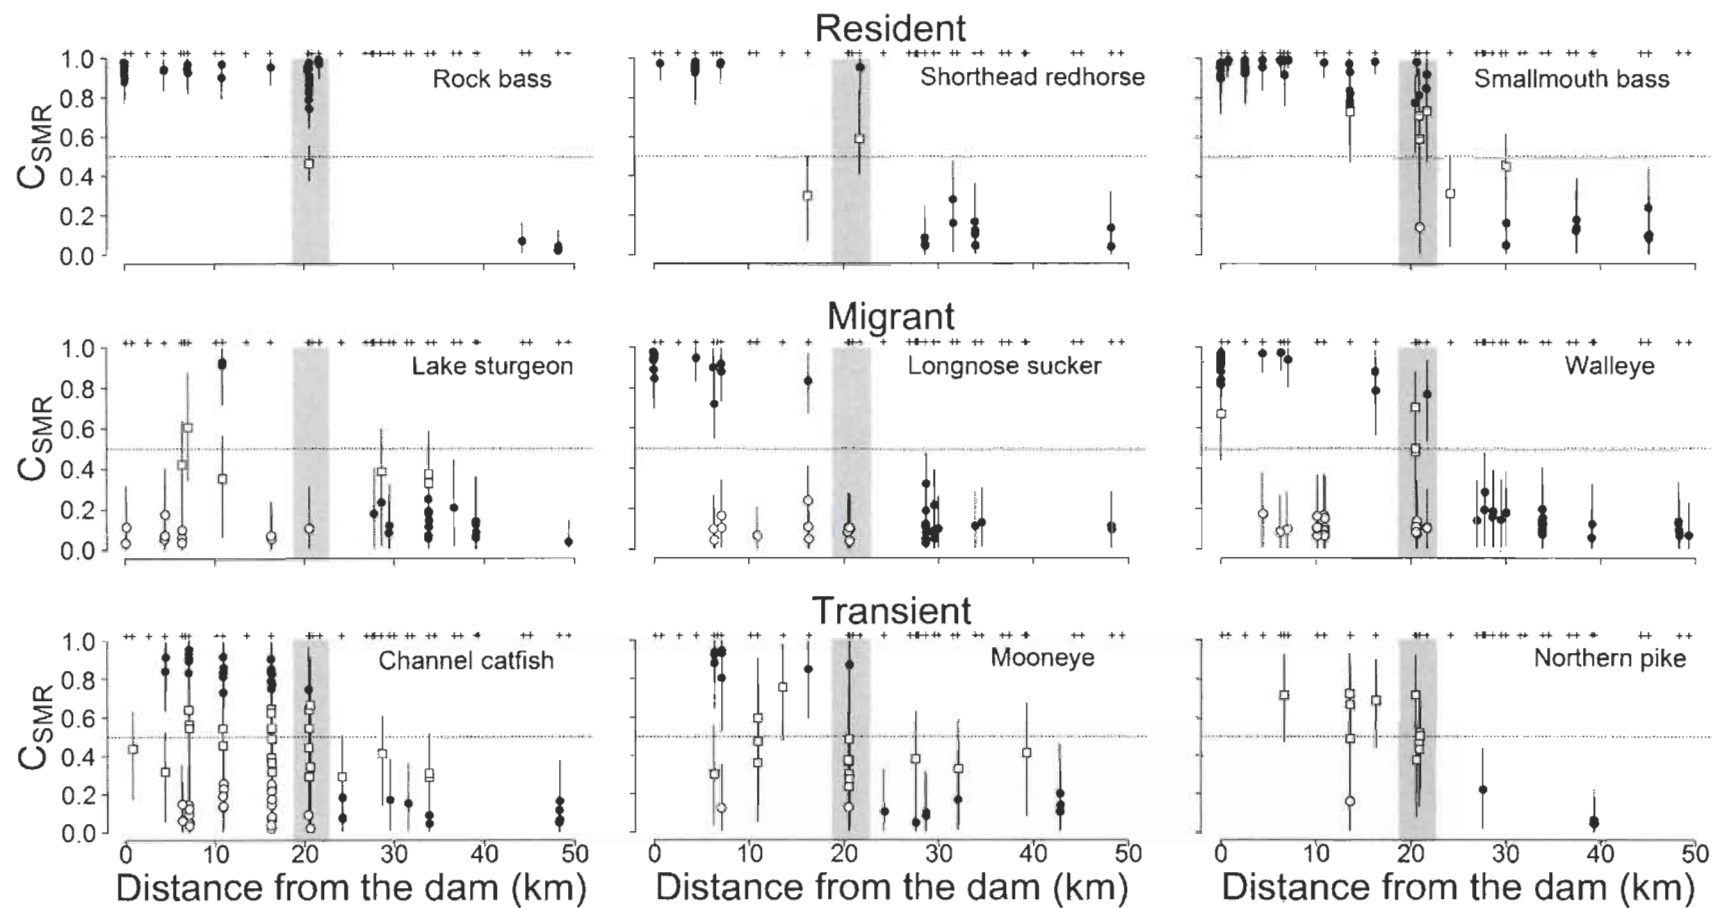 Resident
Rock bass
Shorthead redhorse
Smallmouth bass
C_SMR
1.0
0.8
0.6
0.4
0.2
0.0
0 10 20 30 40 50
Migrant
Lake sturgeon
Longnose sucker
Walleye
C_SMR
1.0
0.8
0.6
0.4
0.2
0.0
Transient
Channel catfish
Mooneye
Northern pike
C_SMR
1.0
0.8
0.6
0.4
0.2
0.0
0 10 20 30 40 50
0 10 20 30 40 50
Distance from the dam (km)
Distance from the dam (km)
Distance from the dam (km)